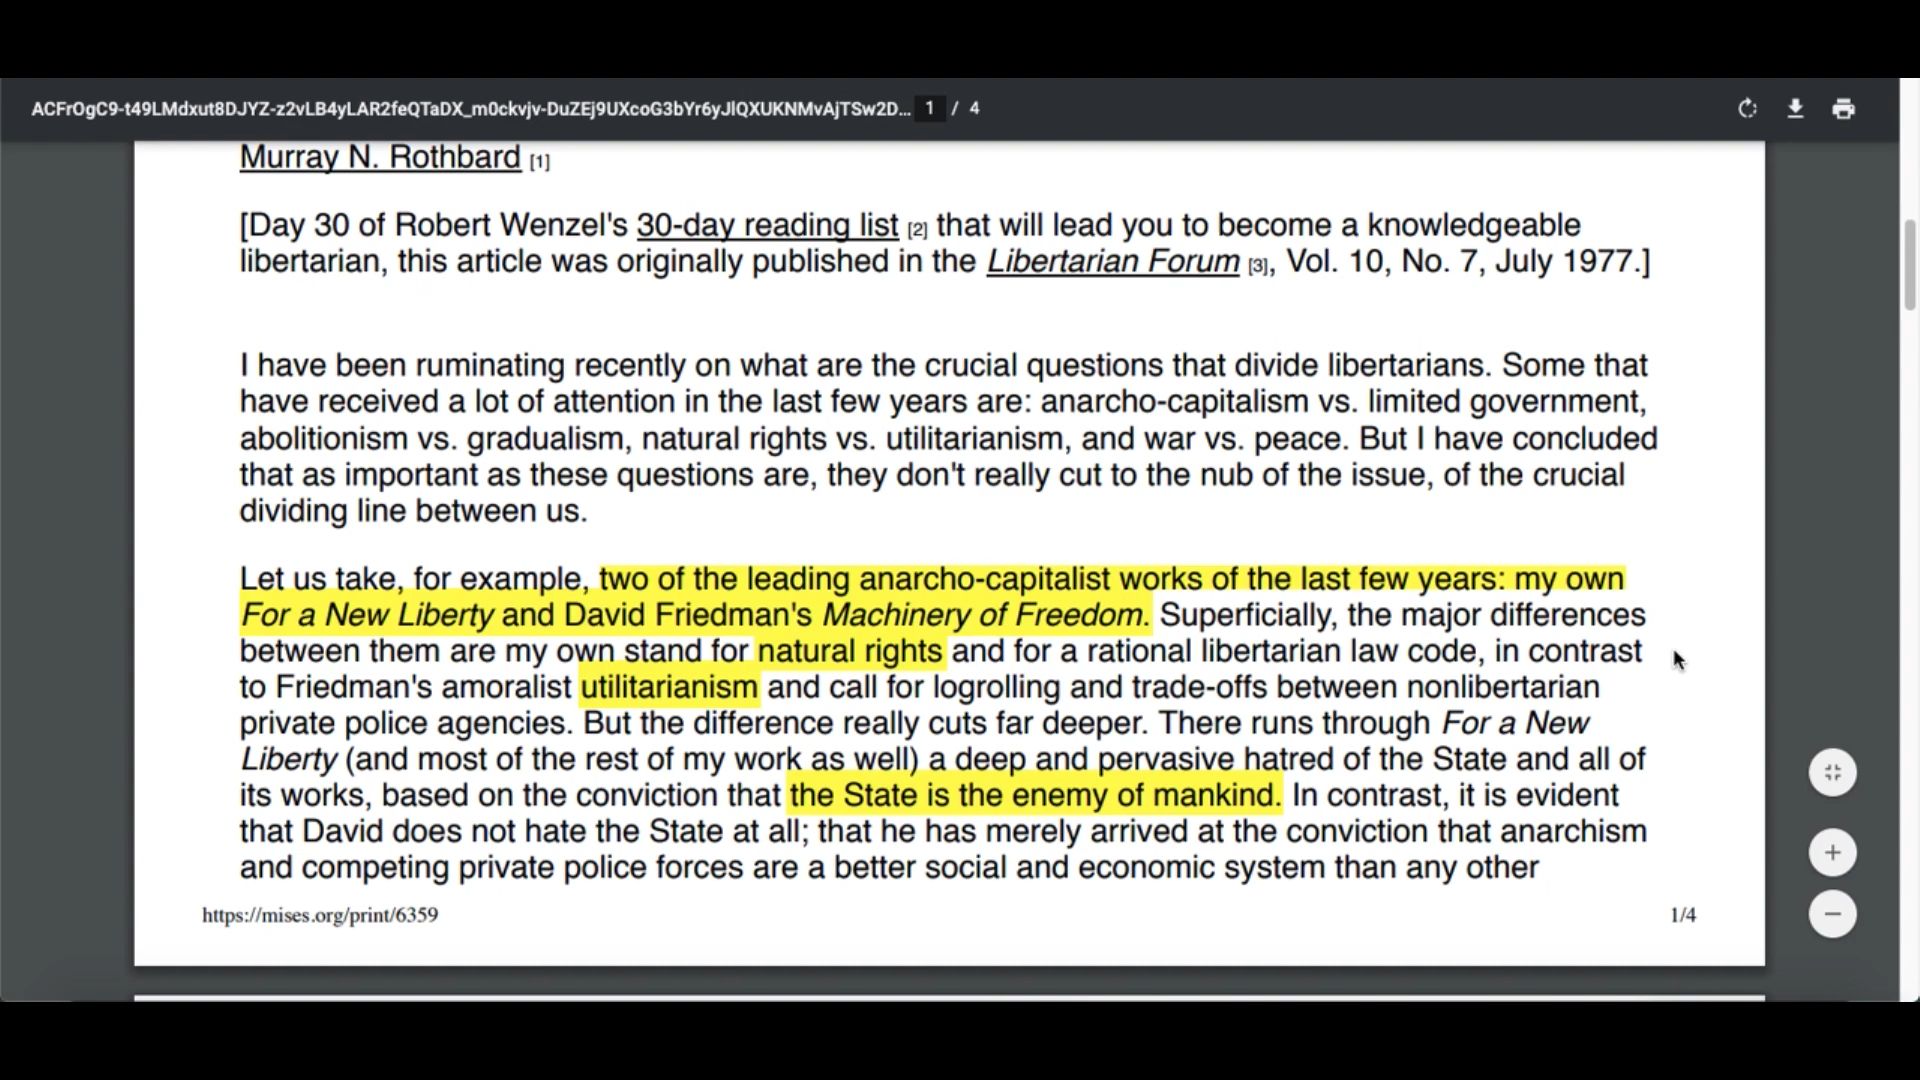 ACFrOgC9-t49LMdxut8DJYZ-z2vLB4yLAR2feQTaDX_m0ckvjv-DuZEj9UXcoG3bYr6yJlQXUKNMvAjTSw2D... 1 / 4
Murray N. Rothbard [1]
[Day 30 of Robert Wenzel's 30-day reading list [2] that will lead you to become a knowledgeable
libertarian, this article was originally published in the Libertarian Forum [3], Vol. 10, No. 7, July 1977.]
I have been ruminating recently on what are the crucial questions that divide libertarians. Some that
have received a lot of attention in the last few years are: anarcho-capitalism vs. limited government,
abolitionism vs. gradualism, natural rights vs. utilitarianism, and war vs. peace. But I have concluded
that as important as these questions are, they don't really cut to the nub of the issue, of the crucial
dividing line between us.
Let us take, for example, two of the leading anarcho-capitalist works of the last few years: my own
For a New Liberty and David Friedman's Machinery of Freedom. Superficially, the major differences
between them are my own stand for natural rights and for a rational libertarian law code, in contrast
to Friedman's amoralist utilitarianism and call for logrolling and trade-offs between nonlibertarian
private police agencies. But the difference really cuts far deeper. There runs through For a New
Liberty (and most of the rest of my work as well) a deep and pervasive hatred of the State and all of
its works, based on the conviction that the State is the enemy of mankind. In contrast, it is evident
that David does not hate the State at all; that he has merely arrived at the conviction that anarchism
and competing private police forces are a better social and economic system than any other
https://mises.org/print/6359 1/4